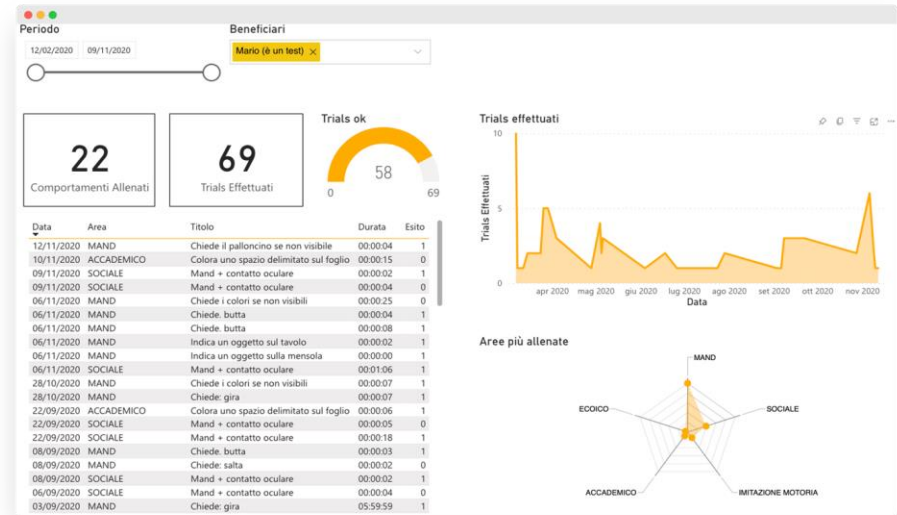 Periodo
Beneficiari
12/02/2020 09/11/2020
Mario (è un test)
22
Comportamenti Allenati
69
Trials Effettuati
Trials ok
58
0
69
Data Area Titolo Durata Esito
12/11/2020 MAND Chiede il palloncino se non visibile 00:00:04 1
10/11/2020 ACCADEMICO Colora uno spazio delimitato sul foglio 00:00:15 0
09/11/2020 SOCIALE Mand + contatto oculare 00:00:02 1
09/11/2020 SOCIALE Mand + contatto oculare 00:00:04 0
06/11/2020 MAND Chiede i colori se non visibili 00:00:25 0
06/11/2020 MAND Chiede. butta 00:00:04 1
06/11/2020 MAND Chiede. butta 00:00:08 1
06/11/2020 MAND Indica un oggetto sul tavolo 00:00:02 1
06/11/2020 MAND Indica un oggetto sulla mensola 00:00:00 1
06/11/2020 SOCIALE Mand + contatto oculare 00:01:06 1
28/10/2020 MAND Chiede i colori se non visibili 00:00:07 1
28/10/2020 MAND Chiede: gira 00:00:07 1
22/09/2020 ACCADEMICO Colora uno spazio delimitato sul foglio 00:00:06 1
22/09/2020 SOCIALE Mand + contatto oculare 00:00:05 0
22/09/2020 SOCIALE Mand + contatto oculare 00:00:18 1
08/09/2020 MAND Chiede. butta 00:00:03 1
08/09/2020 MAND Chiede: salta 00:00:02 0
08/09/2020 SOCIALE Mand + contatto oculare 00:00:02 1
06/09/2020 SOCIALE Mand + contatto oculare 00:00:04 0
03/09/2020 MAND Chiede: gira 05:59:59 1
Trials effettuati
10
5
0
Trials Effettuati
apr 2020 mag 2020 giu 2020 lug 2020 ago 2020 set 2020 ott 2020 nov 2020
Data
Aree più allenate
MAND
ECOICO
SOCIALE
ACCADEMICO
IMITAZIONE MOTORIA